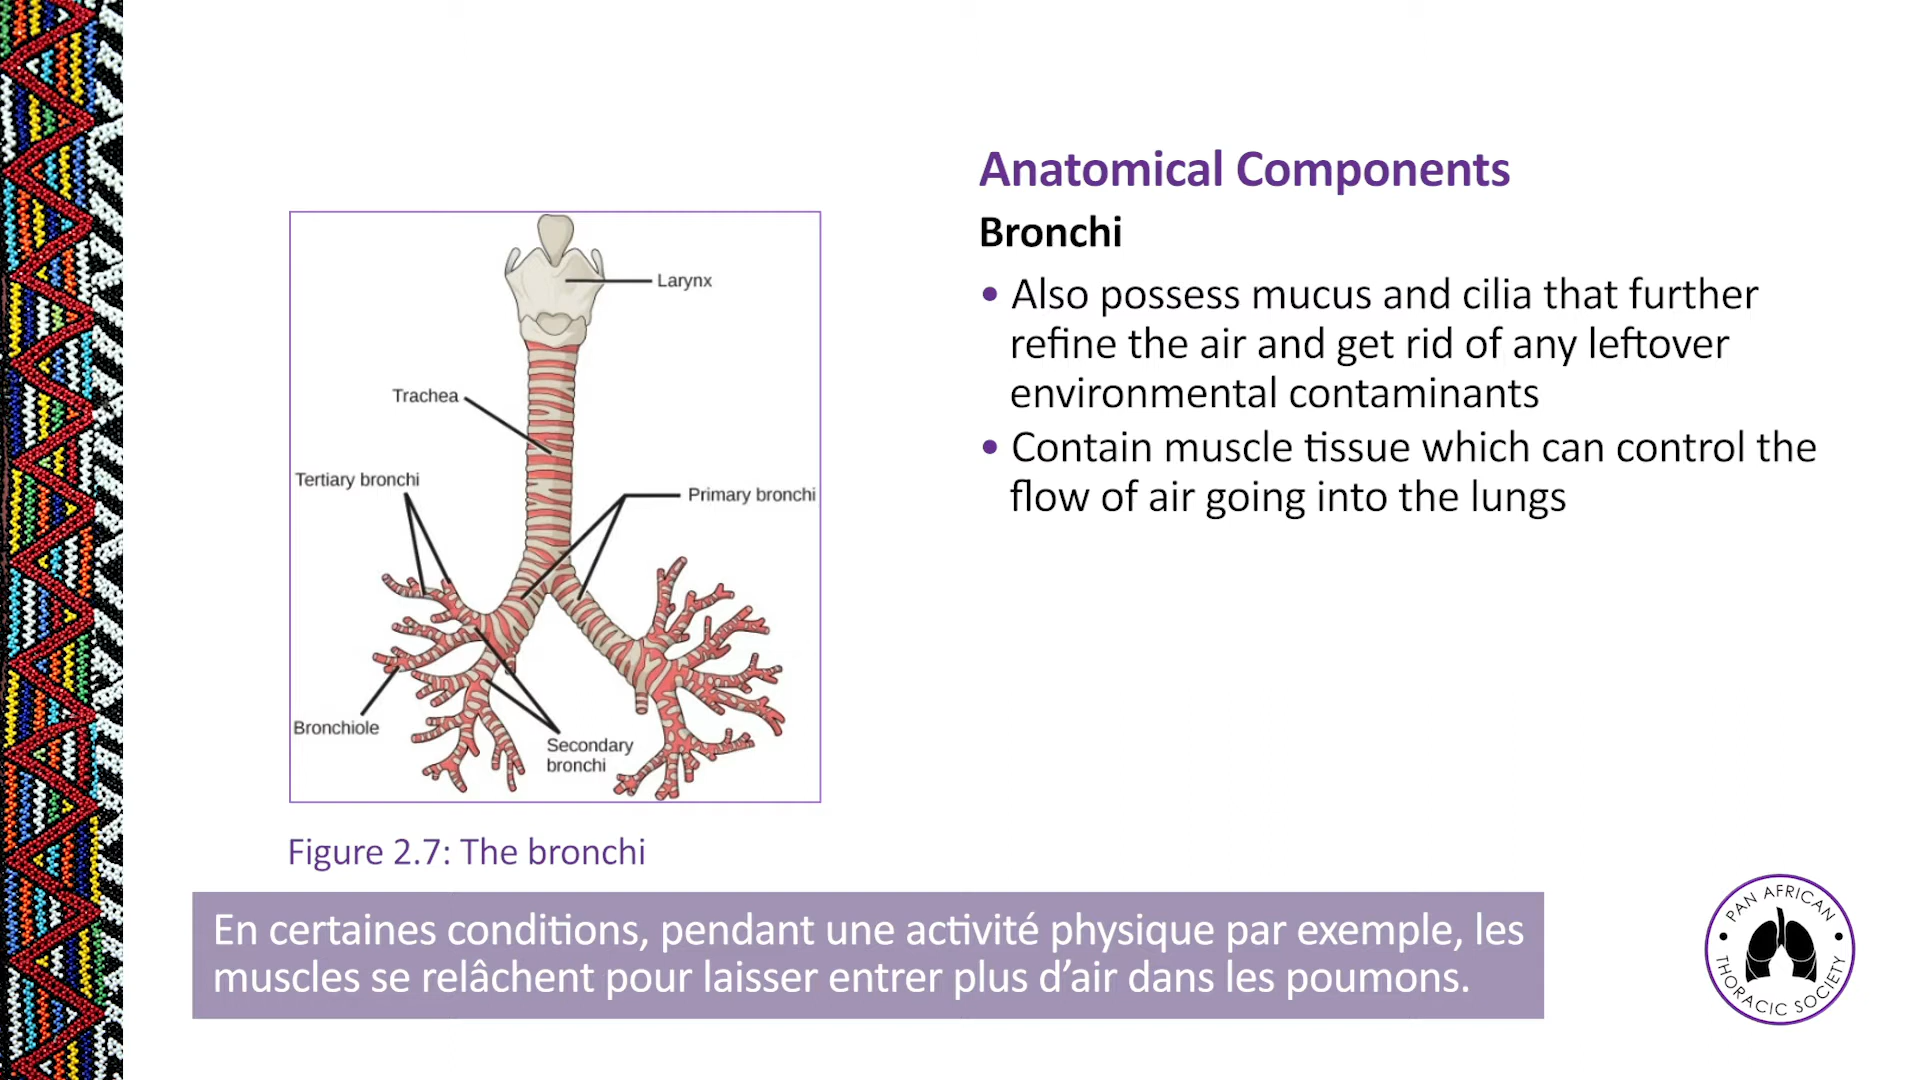 Anatomical Components
Bronchi
• Also possess mucus and cilia that further
refine the air and get rid of any leftover
environmental contaminants
• Contain muscle tissue which can control the
flow of air going into the lungs
Larynx
Trachea
Tertiary bronchi
Primary bronchi
Bronchiole
Secondary
bronchi
Figure 2.7: The bronchi
En certaines conditions, pendant une activité physique par exemple, les
muscles se relâchent pour laisser entrer plus d’air dans les poumons.
PAN AFRICAN
THORACIC SOCIETY